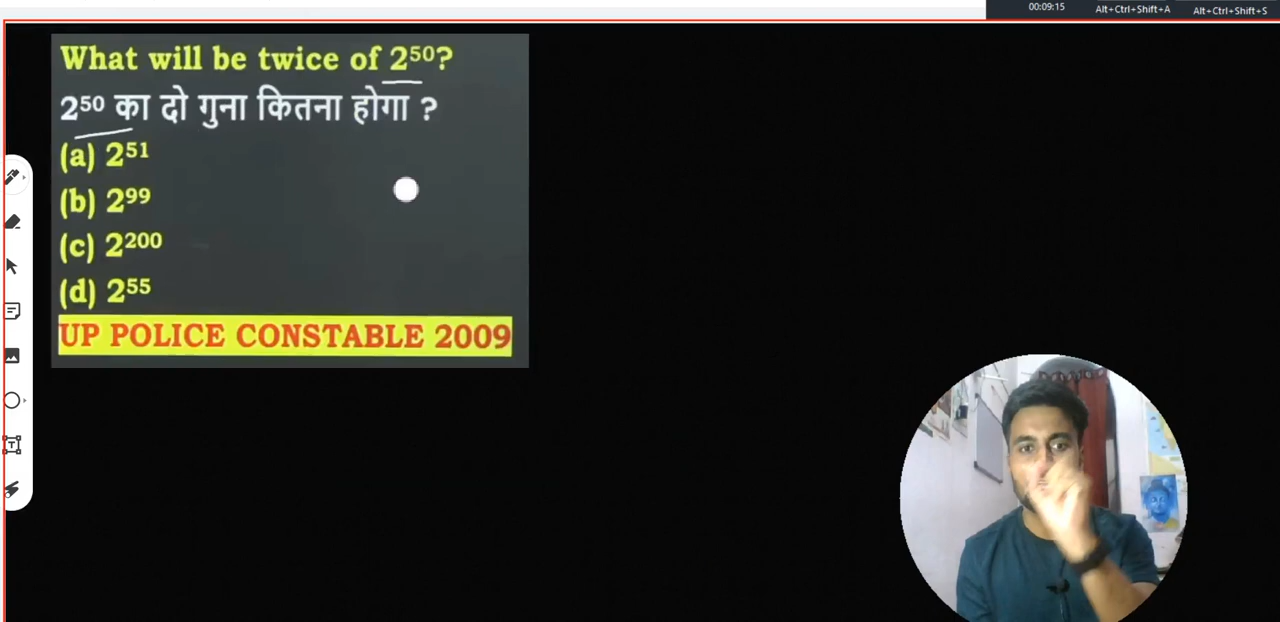 00:09:15 Alt+Ctrl+Shift+A Alt+Ctrl+Shift+S
What will be twice of 2⁵⁰?
2⁵⁰ का दो गुना कितना होगा ?
(a) 2⁵¹
(b) 2⁹⁹
(c) 2²⁰⁰
(d) 2⁵⁵
UP POLICE CONSTABLE 2009